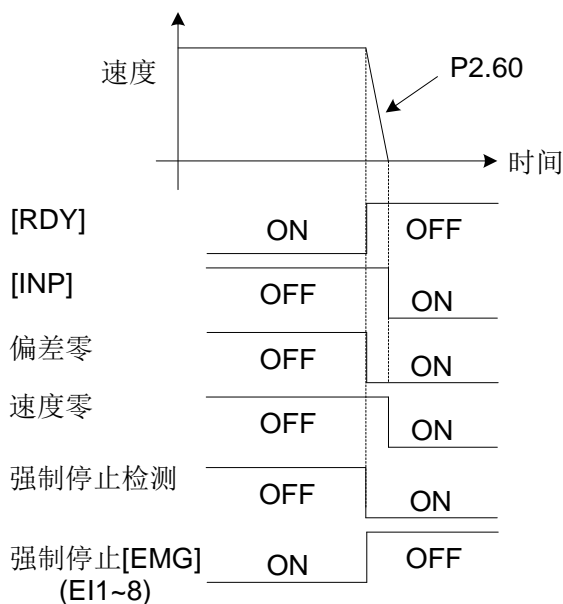 速度
P2.60
时间
[RDY] ON OFF
[INP] OFF ON
偏差零 OFF ON
速度零 OFF ON
强制停止检测 OFF ON
强制停止[EMG] ON OFF
(EI1~8)